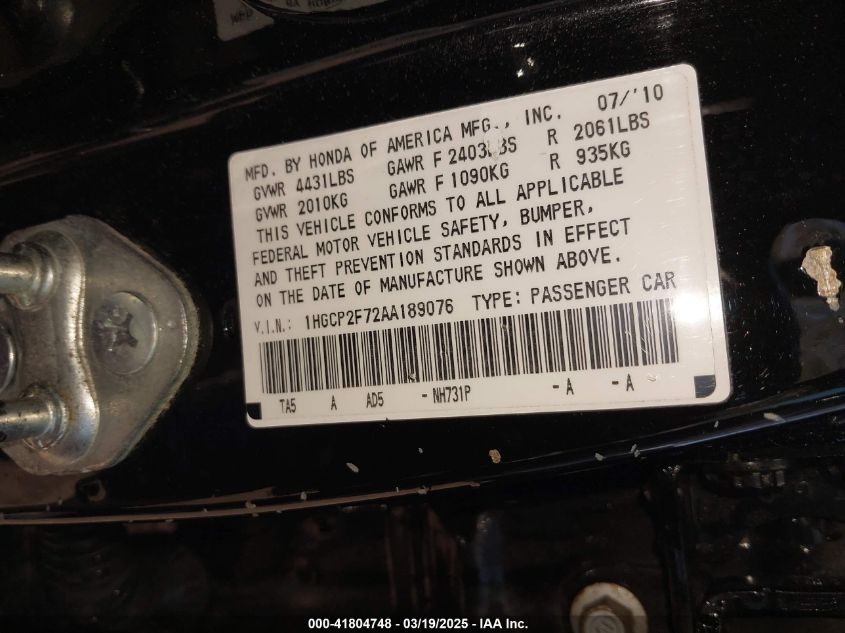 MFD. BY HONDA OF AMERICA MFG., INC. 07/'10
GVWR 4431LBS GAWR F 2403LBS R 2061LBS
GVWR 2010KG GAWR F 1090KG R 935KG
THIS VEHICLE CONFORMS TO ALL APPLICABLE
FEDERAL MOTOR VEHICLE SAFETY, BUMPER,
AND THEFT PREVENTION STANDARDS IN EFFECT
ON THE DATE OF MANUFACTURE SHOWN ABOVE.
V.I.N.: 1HGCP2F72AA189076 TYPE: PASSENGER CAR
TA5 A AD5 - NH731P -A -A
000-41804748 - 03/19/2025 - IAA Inc.